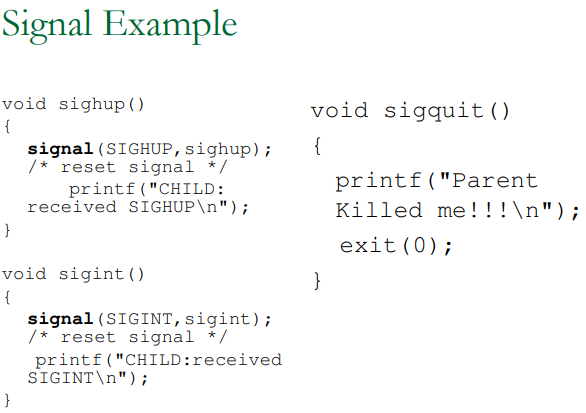 Signal Example
void sighup()
{
signal(SIGHUP,sighup);
/* reset signal */
printf("CHILD:
received SIGHUP\n");
}
void sigint()
{
signal(SIGINT,sigint);
/* reset signal */
printf("CHILD:received
SIGINT\n");
}
void sigquit()
{
printf("Parent
Killed me!!!\n");
exit(0);
}